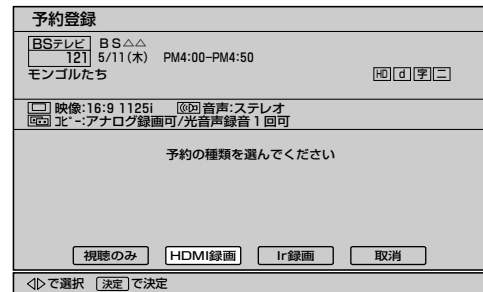 予約登録
BSテレビ BS△△
121 5/11(木) PM4:00-PM4:50
モンゴルたち HD d 字 二
映像:16:9 1125i 音声:ステレオ
コピー:アナログ録画可/光音声録音1回可
予約の種類を選んでください
視聴のみ HDMI録画 Ir録画 取消
◁▷で選択 決定で決定